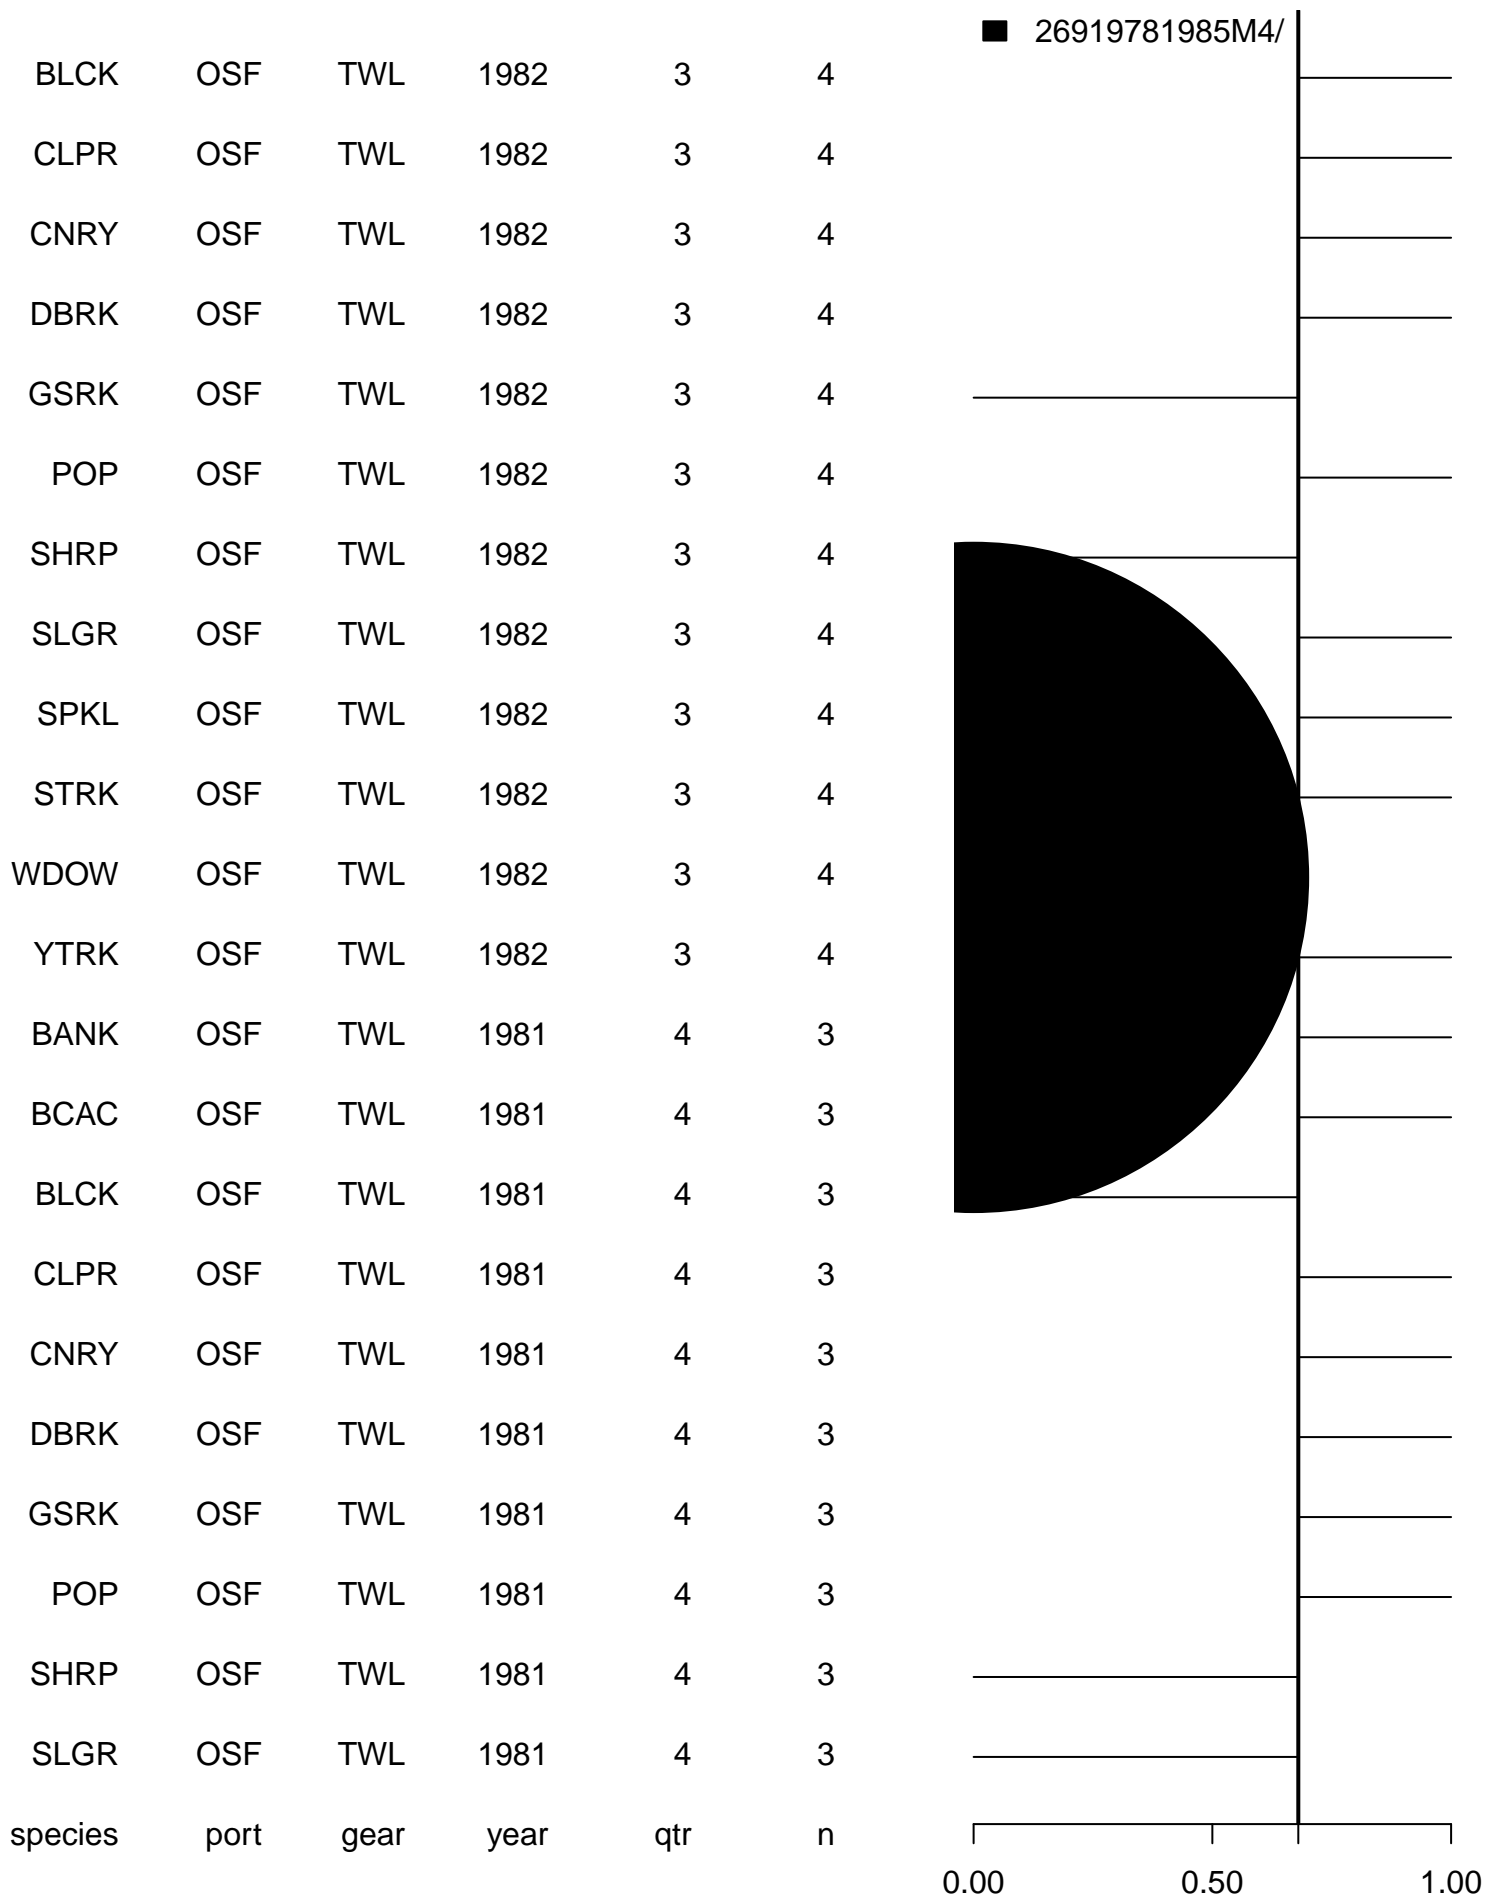 26919781985M4/
BLCK OSF TWL 1982 3 4
CLPR OSF TWL 1982 3 4
CNRY OSF TWL 1982 3 4
DBRK OSF TWL 1982 3 4
GSRK OSF TWL 1982 3 4
POP OSF TWL 1982 3 4
SHRP OSF TWL 1982 3 4
SLGR OSF TWL 1982 3 4
SPKL OSF TWL 1982 3 4
STRK OSF TWL 1982 3 4
WDOW OSF TWL 1982 3 4
YTRK OSF TWL 1982 3 4
BANK OSF TWL 1981 4 3
BCAC OSF TWL 1981 4 3
BLCK OSF TWL 1981 4 3
CLPR OSF TWL 1981 4 3
CNRY OSF TWL 1981 4 3
DBRK OSF TWL 1981 4 3
GSRK OSF TWL 1981 4 3
POP OSF TWL 1981 4 3
SHRP OSF TWL 1981 4 3
SLGR OSF TWL 1981 4 3
species port gear year qtr n
0.00 0.50 1.00